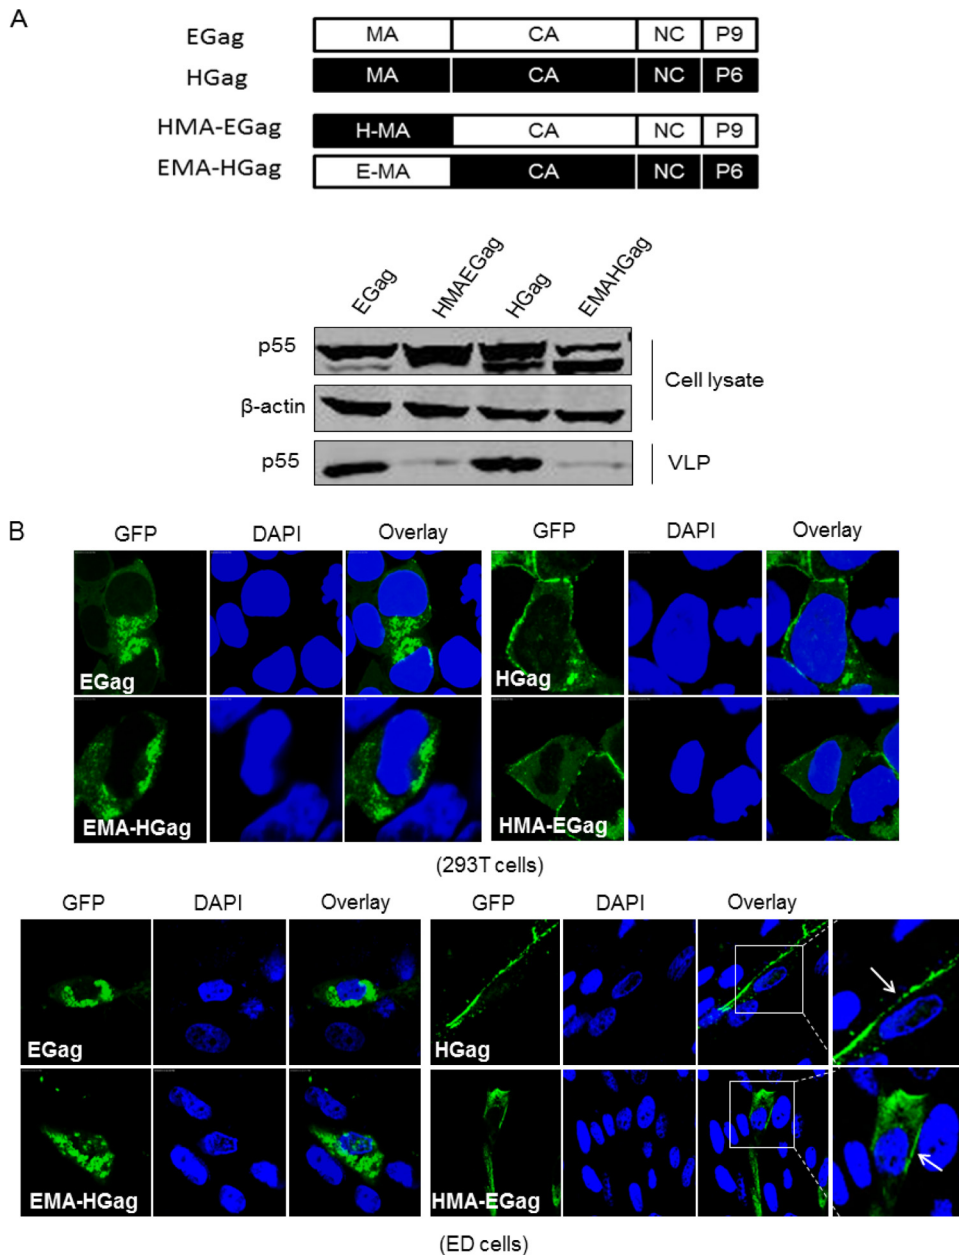 A
EGag MA CA NC P9
HGag MA CA NC P6
HMA-EGag H-MA CA NC P9
EMA-HGag E-MA CA NC P6
EGag HMAEGag HGag EMAHGag
p55
Cell lysate
β-actin
p55 VLP
B
GFP DAPI Overlay GFP DAPI Overlay
EGag HGag
EMA-HGag HMA-EGag
(293T cells)
GFP DAPI Overlay GFP DAPI Overlay
EGag HGag
EMA-HGag HMA-EGag
(ED cells)